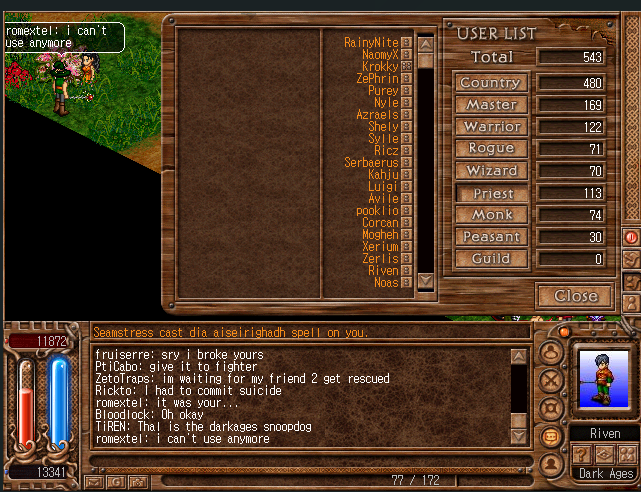 romextel: i can't
use anymore
RainyNite
NaomyX
Krokky
ZePhrin
Purey
Nyle
Azraels
Shely
Sylle
Ricz
Serbaerus
Kahju
Luigi
Avile
pooklio
Corcan
Mogheh
Xerium
Zerlis
Riven
Noas
USER LIST
Total 543
Country 480
Master 169
Warrior 122
Rogue 71
Wizard 70
Priest 113
Monk 74
Peasant 30
Guild 0
Close
Seamstress cast dia aiseirighadh spell on you.
fruiserre: sry i broke yours
PtiCabo: give it to fighter
ZetoTraps: im waiting for my friend 2 get rescued
Rickto: I had to commit suicide
romextel: it was your...
Bloodlock: Oh okay
TiREN: Thal is the darkages snoopdog
romextel: i can't use anymore
11872
13341
77 / 172
Riven
Dark Ages